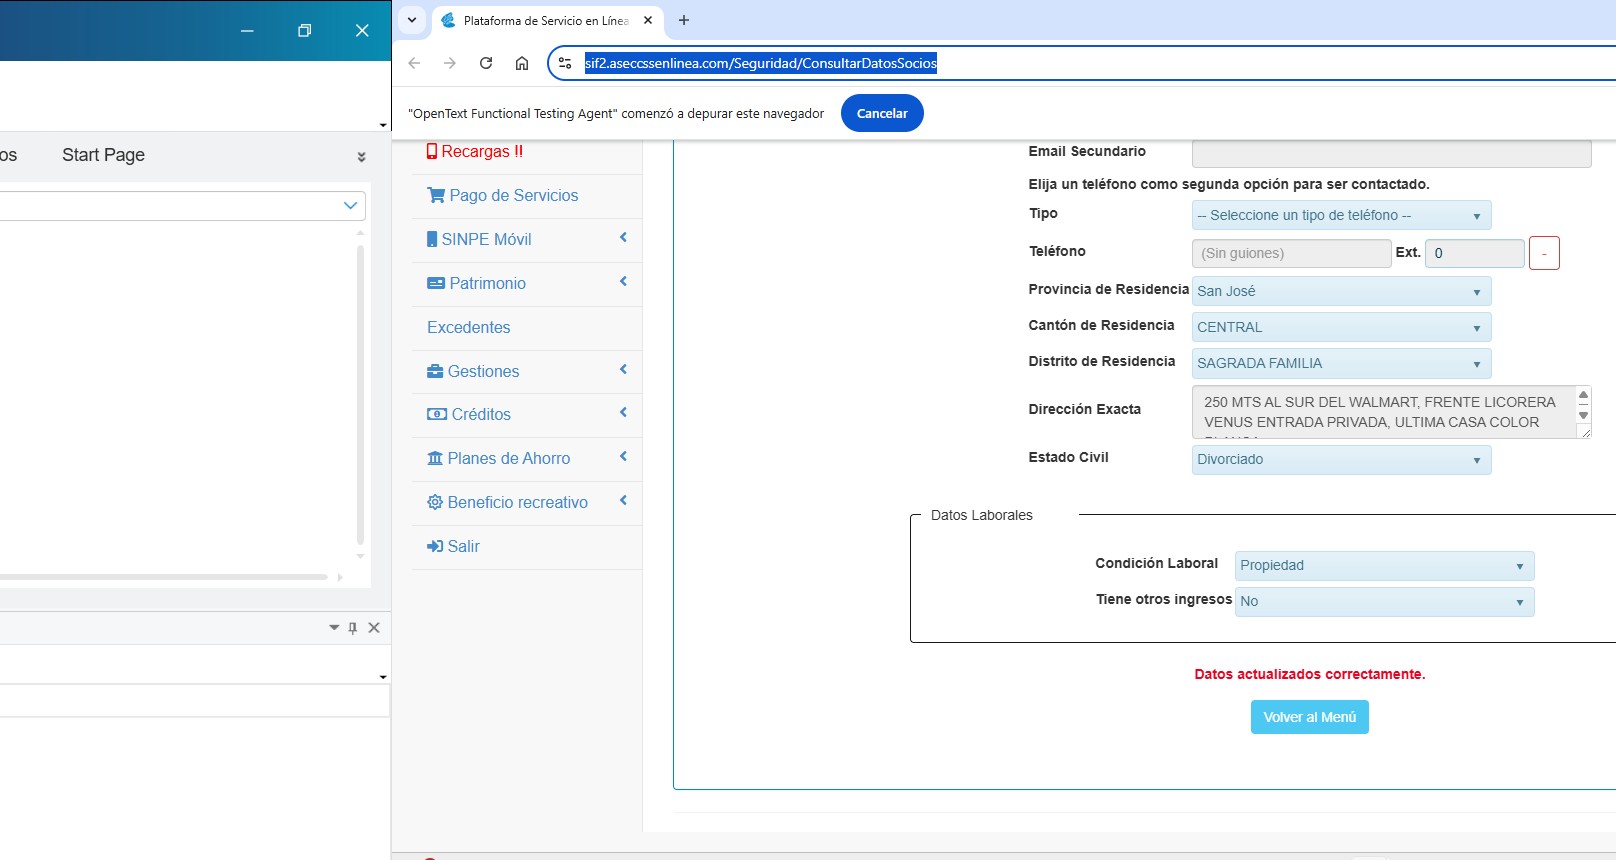 Plataforma de Servicio en Línea
sif2.aseccssenlinea.com/Seguridad/ConsultarDatosSocios
"OpenText Functional Testing Agent" comenzó a depurar este navegador
Cancelar
os
Start Page
Recargas !!
Pago de Servicios
SINPE Móvil
Patrimonio
Excedentes
Gestiones
Créditos
Planes de Ahorro
Beneficio recreativo
Salir
Email Secundario
Elija un teléfono como segunda opción para ser contactado.
Tipo
-- Seleccione un tipo de teléfono --
Teléfono
(Sin guiones)
Ext.
0
-
Provincia de Residencia
San José
Cantón de Residencia
CENTRAL
Distrito de Residencia
SAGRADA FAMILIA
Dirección Exacta
250 MTS AL SUR DEL WALMART, FRENTE LICORERA
VENUS ENTRADA PRIVADA, ULTIMA CASA COLOR
Estado Civil
Divorciado
Datos Laborales
Condición Laboral
Propiedad
Tiene otros ingresos
No
Datos actualizados correctamente.
Volver al Menú